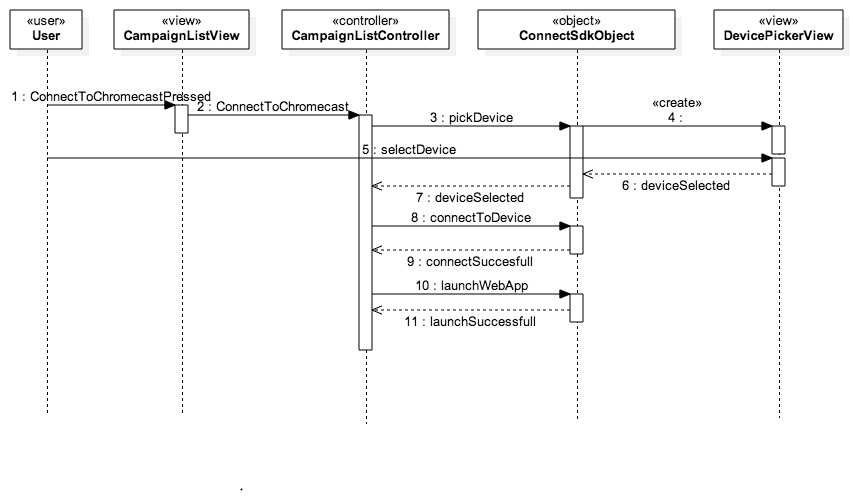 «user»
User
«view»
CampaignListView
«controller»
CampaignListController
«object»
ConnectSdkObject
«view»
DevicePickerView
1 : ConnectToChromecastPressed
2 : ConnectToChromecast
3 : pickDevice
«create»
4 :
5 : selectDevice
6 : deviceSelected
7 : deviceSelected
8 : connectToDevice
9 : connectSuccesfull
10 : launchWebApp
11 : launchSuccessfull